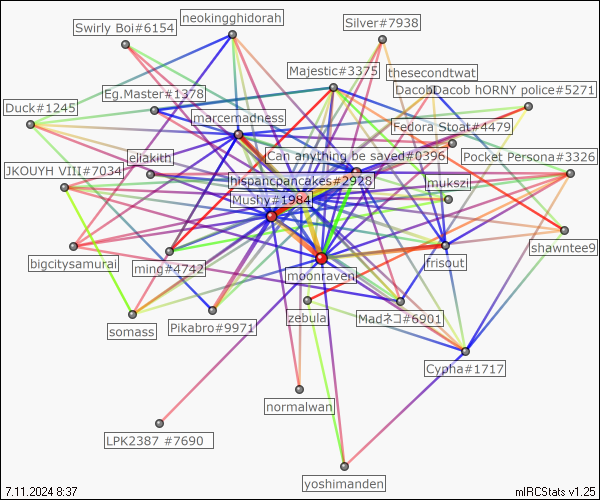 neokingghidorah
Silver#7938
Swirly Boi#6154
Majestic#3375
thesecondtwat
Eg.Master#1378
DacobDacob hORNY police#5271
Duck#1245
marcemadness
Fedora Stoat#4479
ellakith
Can anything be saved#0396
Pocket Persona#3326
JKOUYH VIII#7034
hispancpancakes#2928
mukszi
Mushy#1984
shawntee9
bigcitysamurai
ming#4742
frisout
moonraven
somass
Pikabro#9971
zebula
Madネコ#6901
Cypha#1717
normalwan
LPK2387 #7690
yoshimanden
7.11.2024 8:37
mIRCStats v1.25